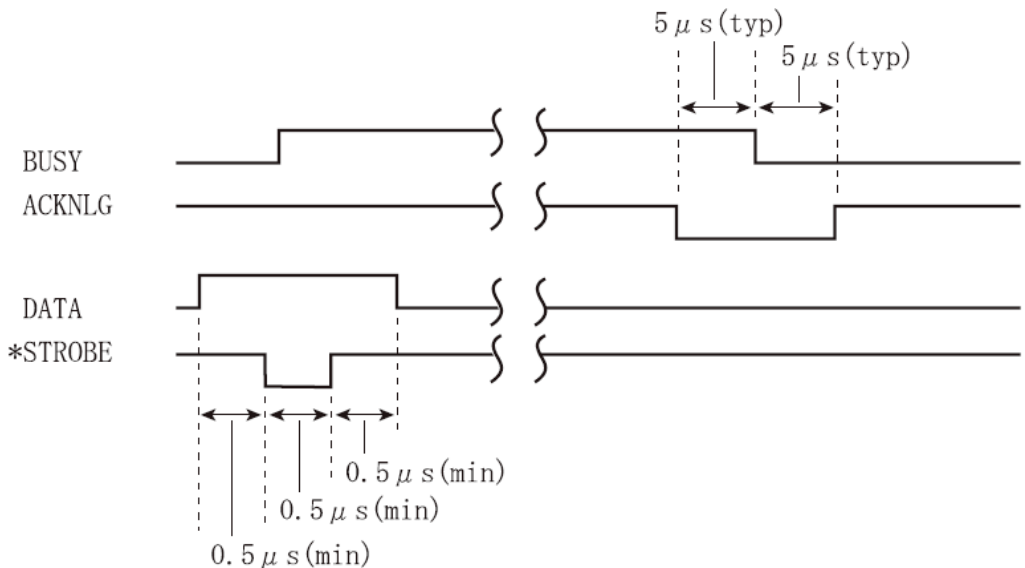 5μs(typ)
5μs(typ)
BUSY
ACKNLG
DATA
*STROBE
0.5μs(min)
0.5μs(min)
0.5μs(min)